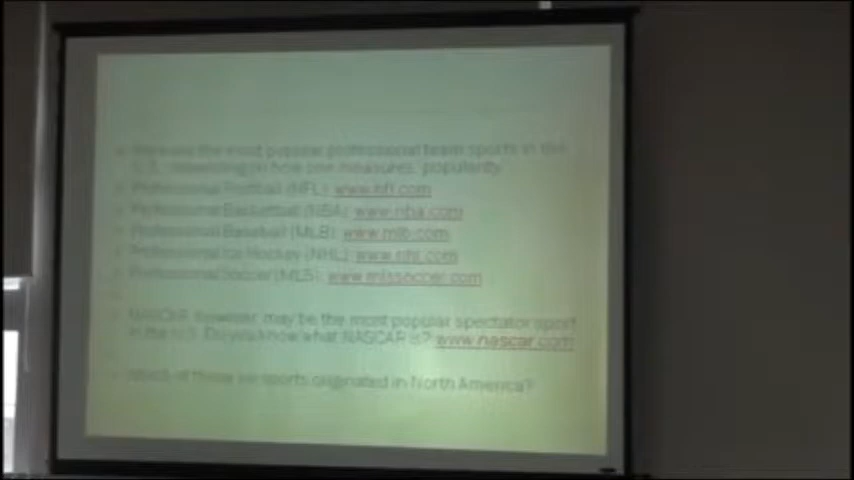 the most popular professional team sports in the
U.S. depending on how one measures popularity
Professional Football (NFL): www.nfl.com
Professional Basketball (NBA): www.nba.com
Professional Baseball (MLB): www.mlb.com
Professional Ice Hockey (NHL): www.nhl.com
Professional Soccer (MLS): www.mlssoccer.com
NASCAR however, may be the most popular spectator sport
in the U.S. Do you know what NASCAR is? www.nascar.com
Which of these six sports originated in North America?